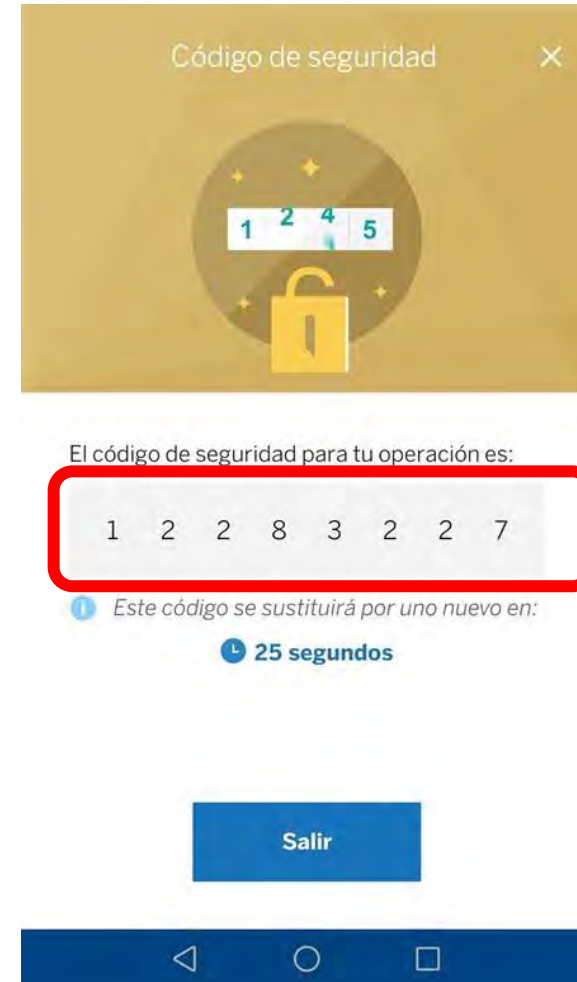 Código de seguridad
1 2 4 5
El código de seguridad para tu operación es:
1 2 2 8 3 2 2 7
Este código se sustituirá por uno nuevo en:
25 segundos
Salir